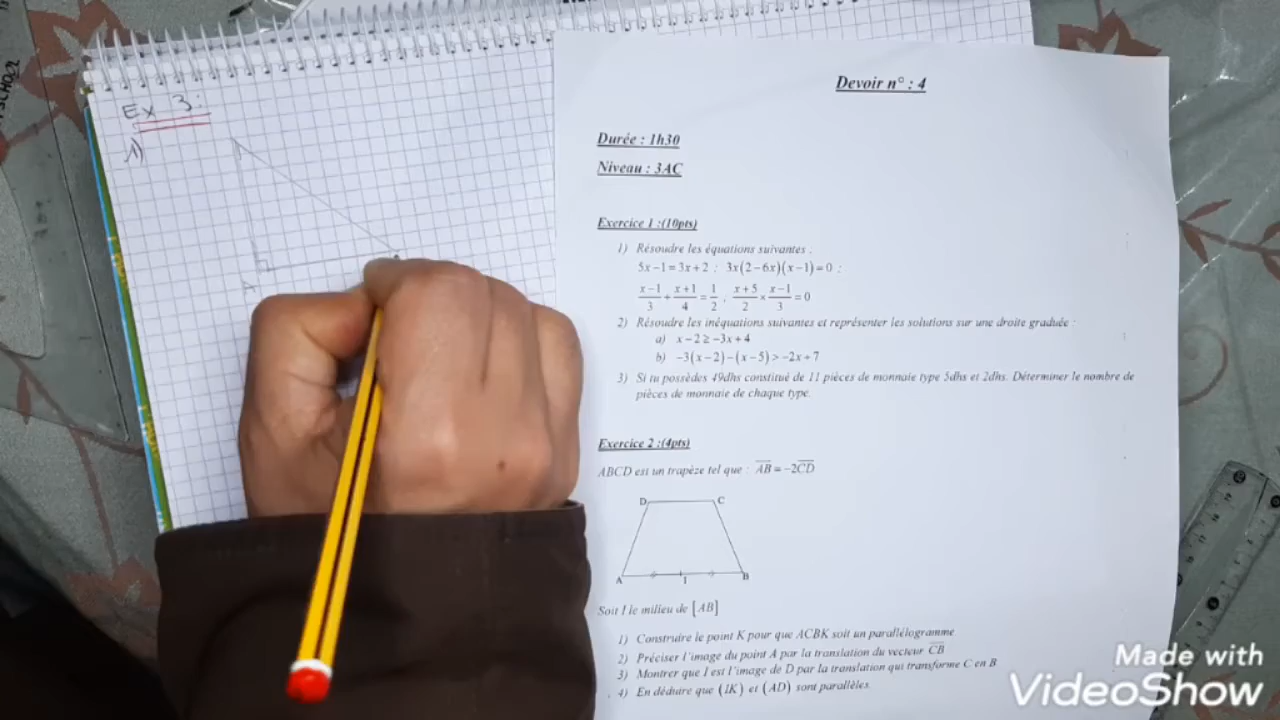 Ex 3:
1)
A
Devoir n° : 4
Durée : 1h30
Niveau : 3AC
Exercice 1 :(10pts)
1) Résoudre les équations suivantes :
5x−1=3x+2 ; 3x(2−6x)(x−1)=0 ;
(x−1)/3+(x+1)/4=1/2 , (x+5)/2×(x−1)/3=0
2) Résoudre les inéquations suivantes et représenter les solutions sur une droite graduée :
a) x−2≥−3x+4
b) −3(x−2)−(x−5)>−2x+7
3) Si tu possèdes 49dhs constitué de 11 pièces de monnaie type 5dhs et 2dhs. Déterminer le nombre de
pièces de monnaie de chaque type.
Exercice 2 :(4pts)
ABCD est un trapèze tel que : AB = −2CD
D C
A I B
Soit I le milieu de [AB]
1) Construire le point K pour que ACBK soit un parallélogramme
2) Préciser l'image du point A par la translation du vecteur CB
3) Montrer que I est l'image de D par la translation qui transforme C en B
4) En déduire que (IK) et (AD) sont parallèles.
Made with
VideoShow